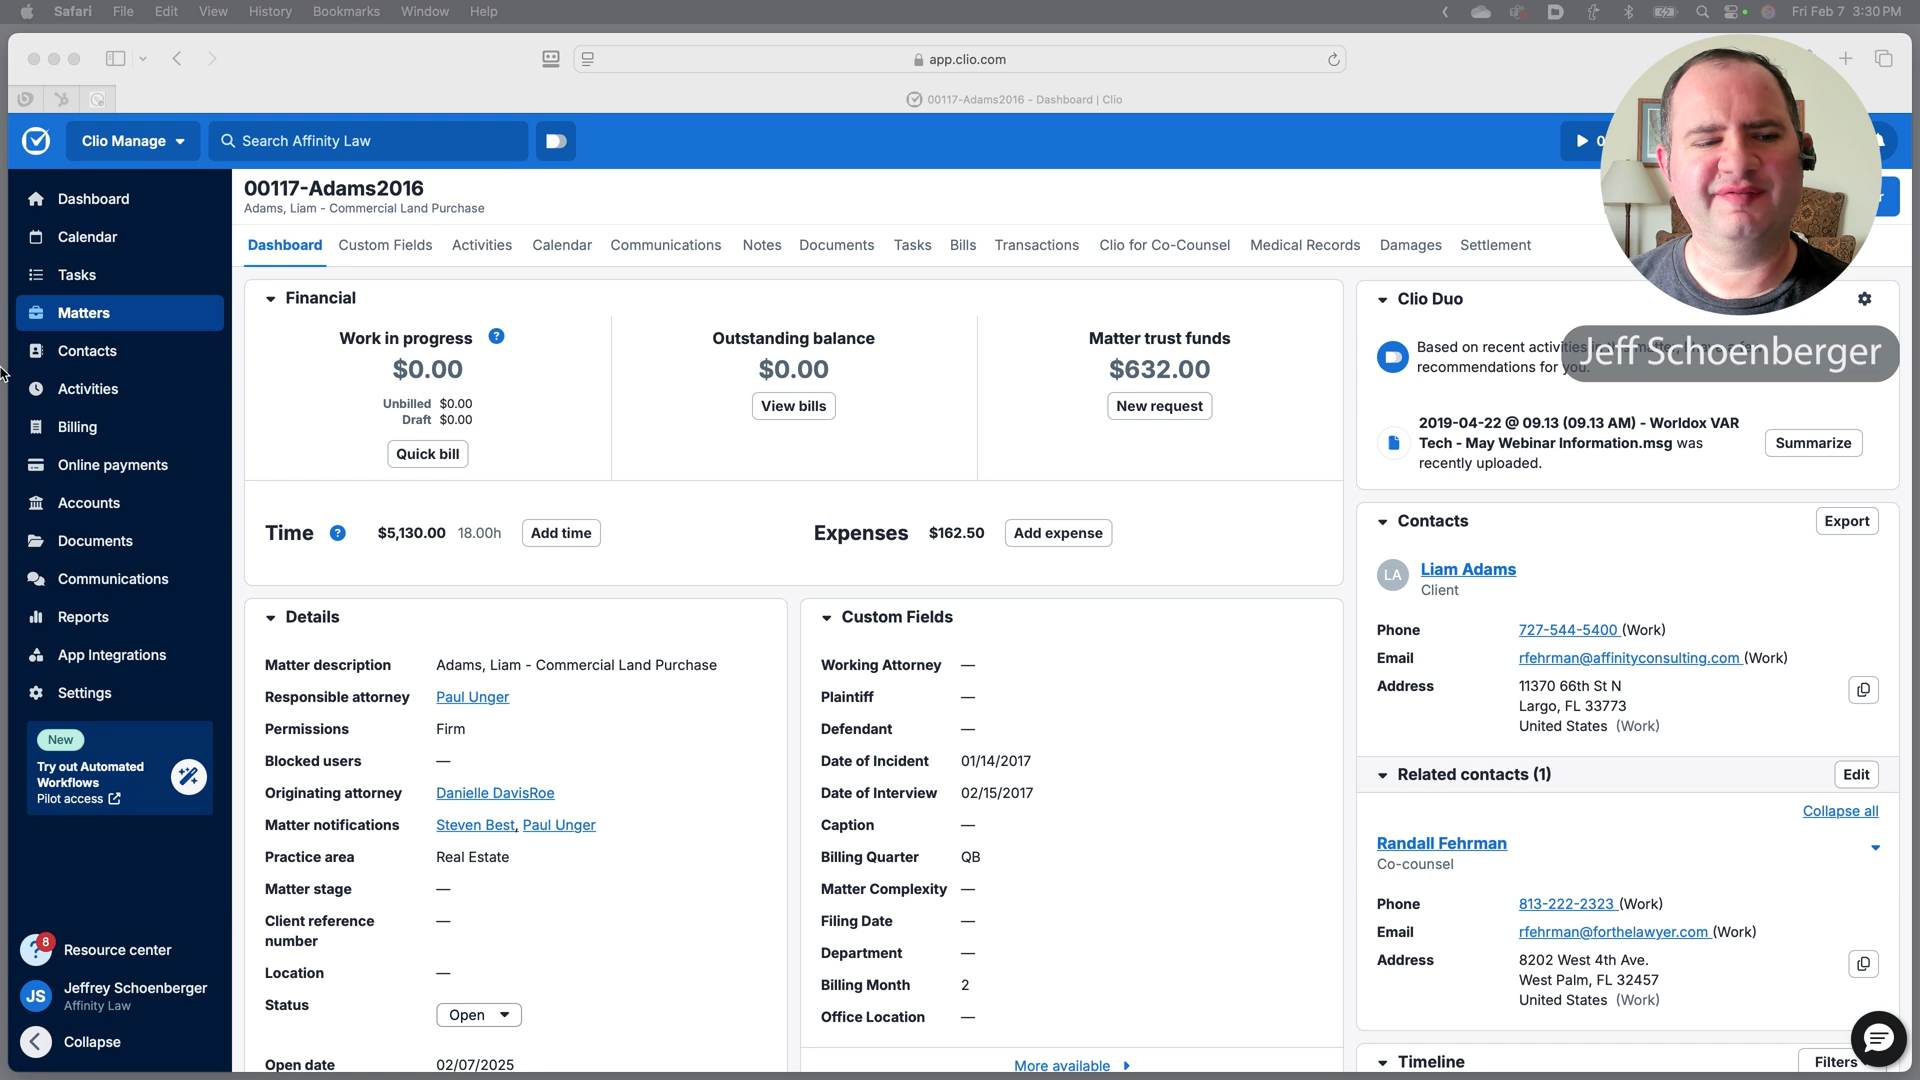 Safari File Edit View History Bookmarks Window Help
Fri Feb 7 3:30 PM
app.clio.com
00117-Adams2016 - Dashboard | Clio
Clio Manage
Search Affinity Law
Dashboard
Calendar
Tasks
Matters
Contacts
Activities
Billing
Online payments
Accounts
Documents
Communications
Reports
App Integrations
Settings
New
Try out Automated
Workflows
Pilot access
8
Resource center
JS
Jeffrey Schoenberger
Affinity Law
Collapse
00117-Adams2016
Adams, Liam - Commercial Land Purchase
Dashboard Custom Fields Activities Calendar Communications Notes Documents Tasks Bills Transactions Clio for Co-Counsel Medical Records Damages Settlement
Financial
Work in progress ?
$0.00
Unbilled $0.00
Draft $0.00
Quick bill
Outstanding balance
$0.00
View bills
Matter trust funds
$632.00
New request
Time ? $5,130.00 18.00h Add time
Expenses $162.50 Add expense
Details
Matter description Adams, Liam - Commercial Land Purchase
Responsible attorney Paul Unger
Permissions Firm
Blocked users —
Originating attorney Danielle DavisRoe
Matter notifications Steven Best, Paul Unger
Practice area Real Estate
Matter stage —
Client reference
number —
Location —
Status Open
Open date 02/07/2025
Custom Fields
Working Attorney —
Plaintiff —
Defendant —
Date of Incident 01/14/2017
Date of Interview 02/15/2017
Caption —
Billing Quarter QB
Matter Complexity —
Filing Date —
Department —
Billing Month 2
Office Location —
More available
Clio Duo
Jeff Schoenberger
Based on recent activities in
recommendations for you.
2019-04-22 @ 09.13 (09.13 AM) - Worldox VAR
Tech - May Webinar Information.msg was
recently uploaded.
Summarize
Contacts Export
LA
Liam Adams
Client
Phone 727-544-5400 (Work)
Email rfehrman@affinityconsulting.com (Work)
Address 11370 66th St N
Largo, FL 33773
United States (Work)
Related contacts (1) Edit
Collapse all
Randall Fehrman
Co-counsel
Phone 813-222-2323 (Work)
Email rfehrman@forthelawyer.com (Work)
Address 8202 West 4th Ave.
West Palm, FL 32457
United States (Work)
Timeline Filters